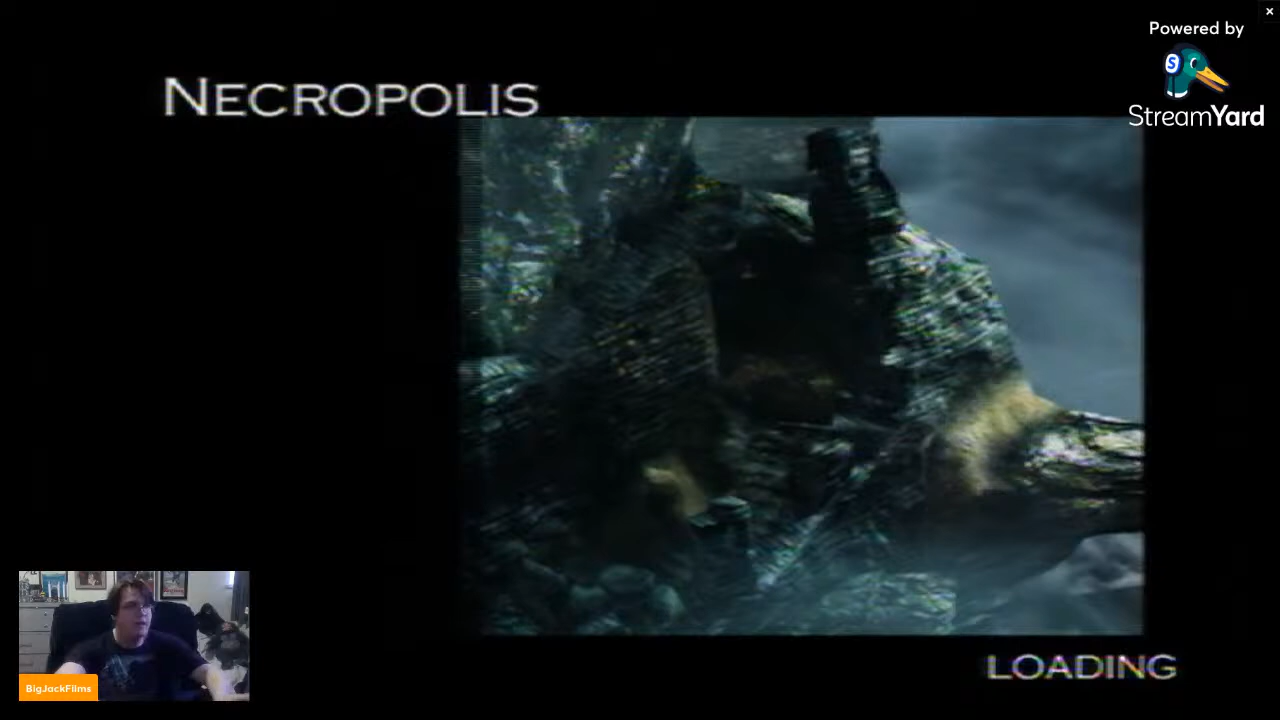 Powered by
NECROPOLIS
StreamYard
LOADING
BigJackFilms